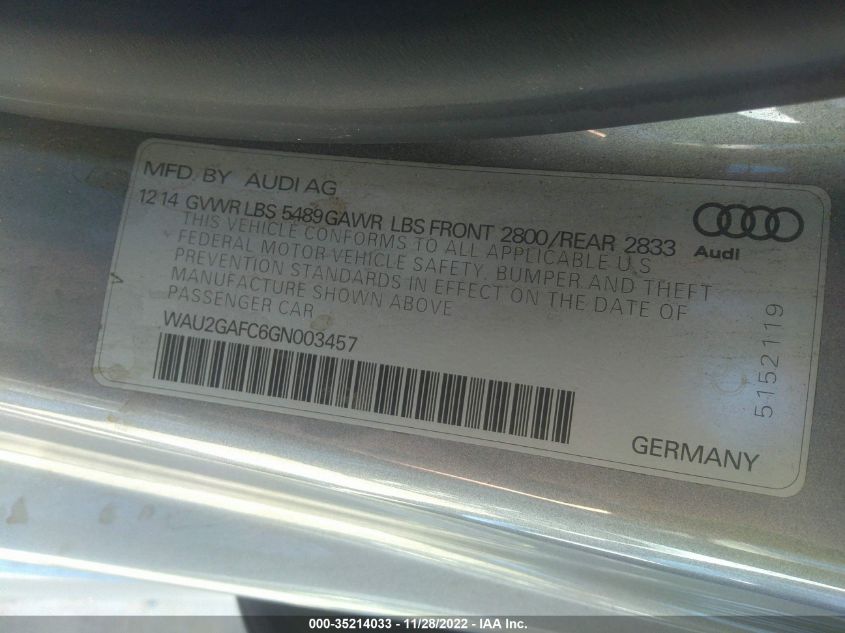 MFD. BY AUDI AG
12 14 GVWR LBS 5489 GAWR LBS FRONT 2800/REAR 2833
THIS VEHICLE CONFORMS TO ALL APPLICABLE U S
FEDERAL MOTOR VEHICLE SAFETY, BUMPER AND THEFT
PREVENTION STANDARDS IN EFFECT ON THE DATE OF
MANUFACTURE SHOWN ABOVE
PASSENGER CAR
WAU2GAFC6GN003457
Audi
5152119
GERMANY
000-35214033 - 11/28/2022 - IAA Inc.